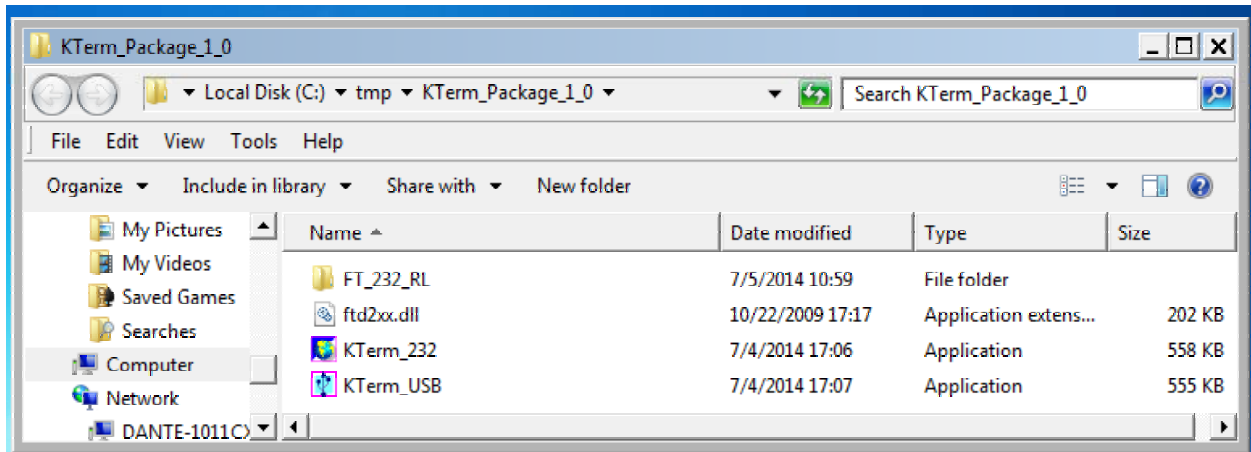 KTerm_Package_1_0
Local Disk (C:) tmp KTerm_Package_1_0 Search KTerm_Package_1_0
File Edit View Tools Help
Organize Include in library Share with New folder
My Pictures
My Videos
Saved Games
Searches
Computer
Network
DANTE-1011C
Name Date modified Type Size
FT_232_RL 7/5/2014 10:59 File folder
ftd2xx.dll 10/22/2009 17:17 Application extens... 202 KB
KTerm_232 7/4/2014 17:06 Application 558 KB
KTerm_USB 7/4/2014 17:07 Application 555 KB